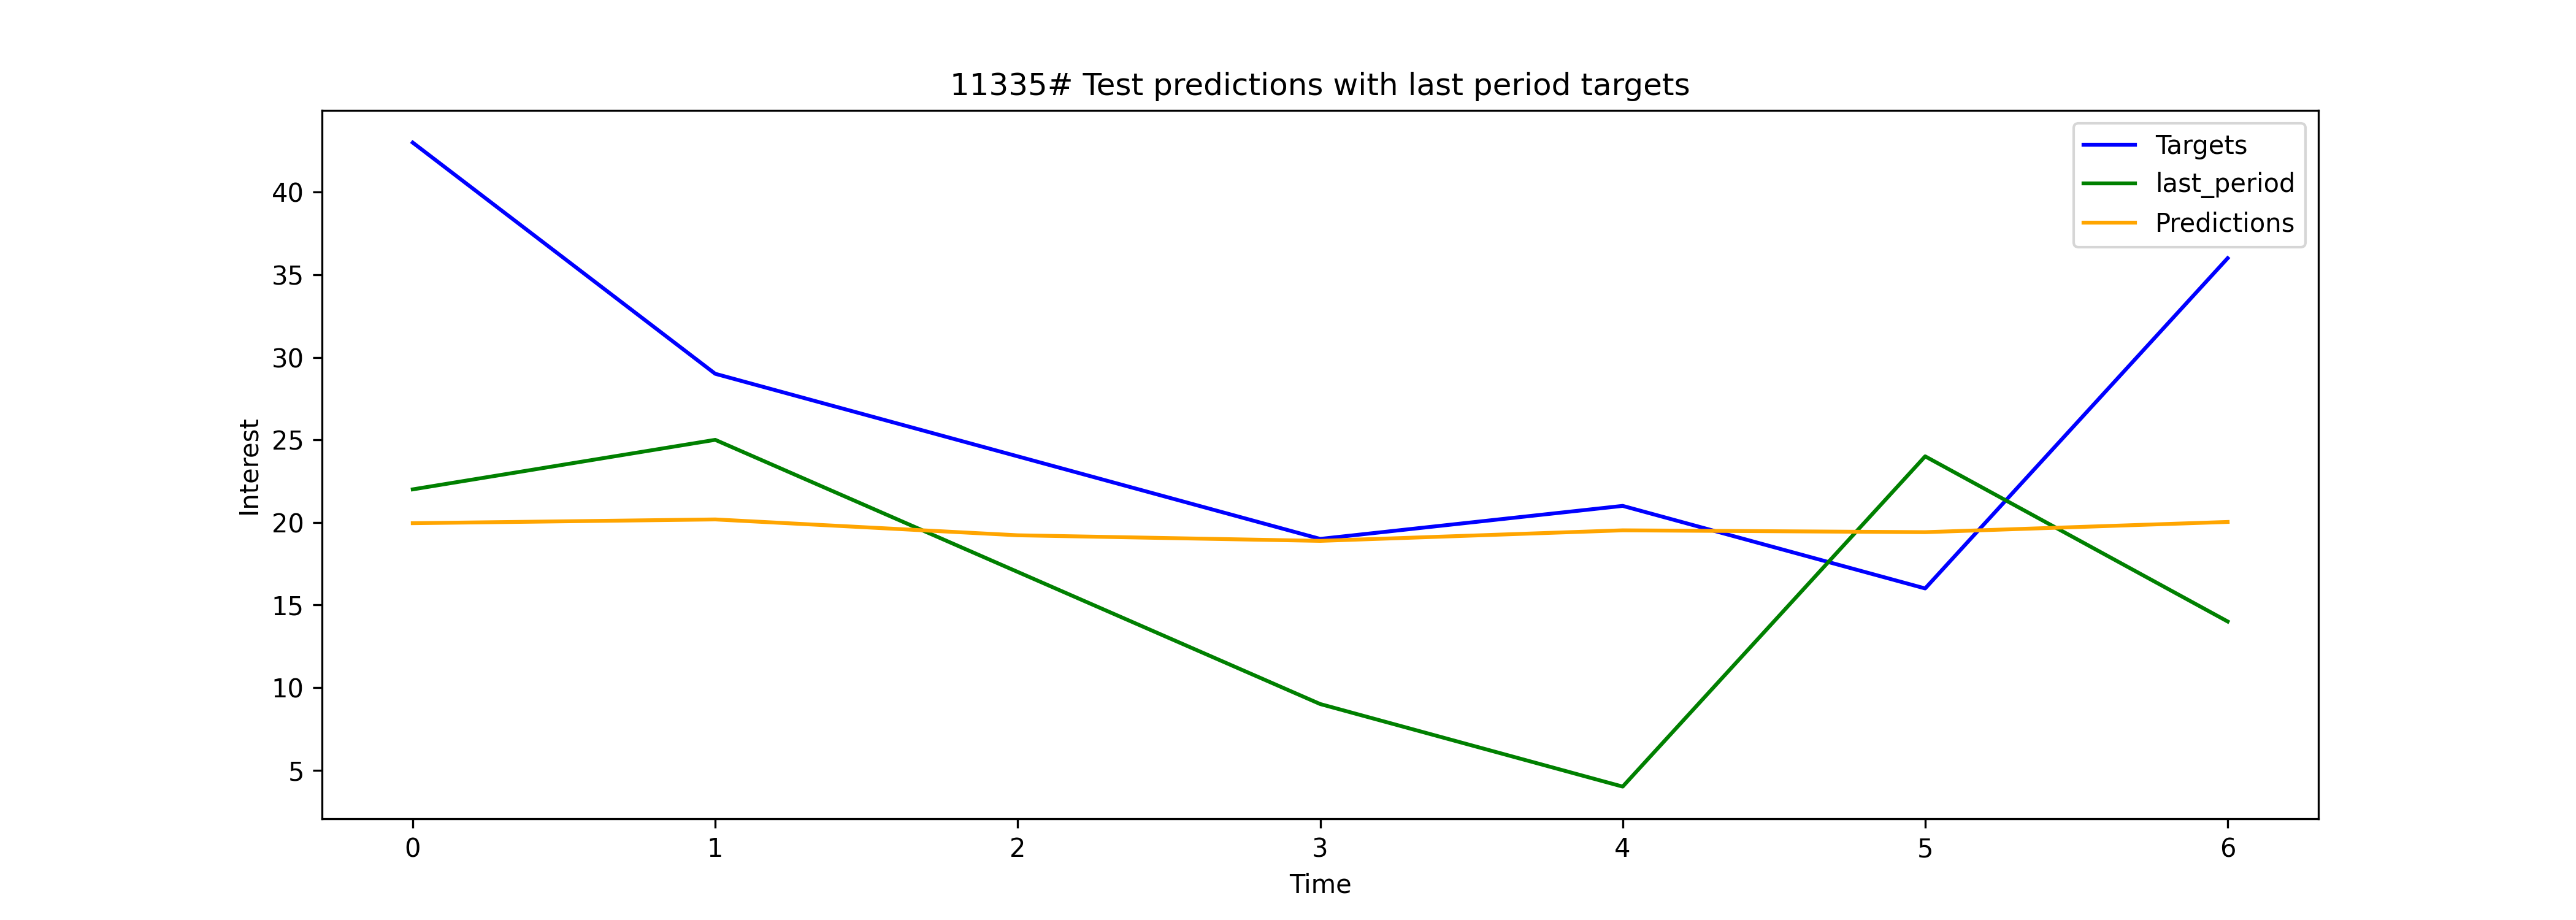 11335# Test predictions with last period targets
Targets
last_period
Predictions
Interest
40
35
30
25
20
15
10
5
0 1 2 3 4 5 6
Time